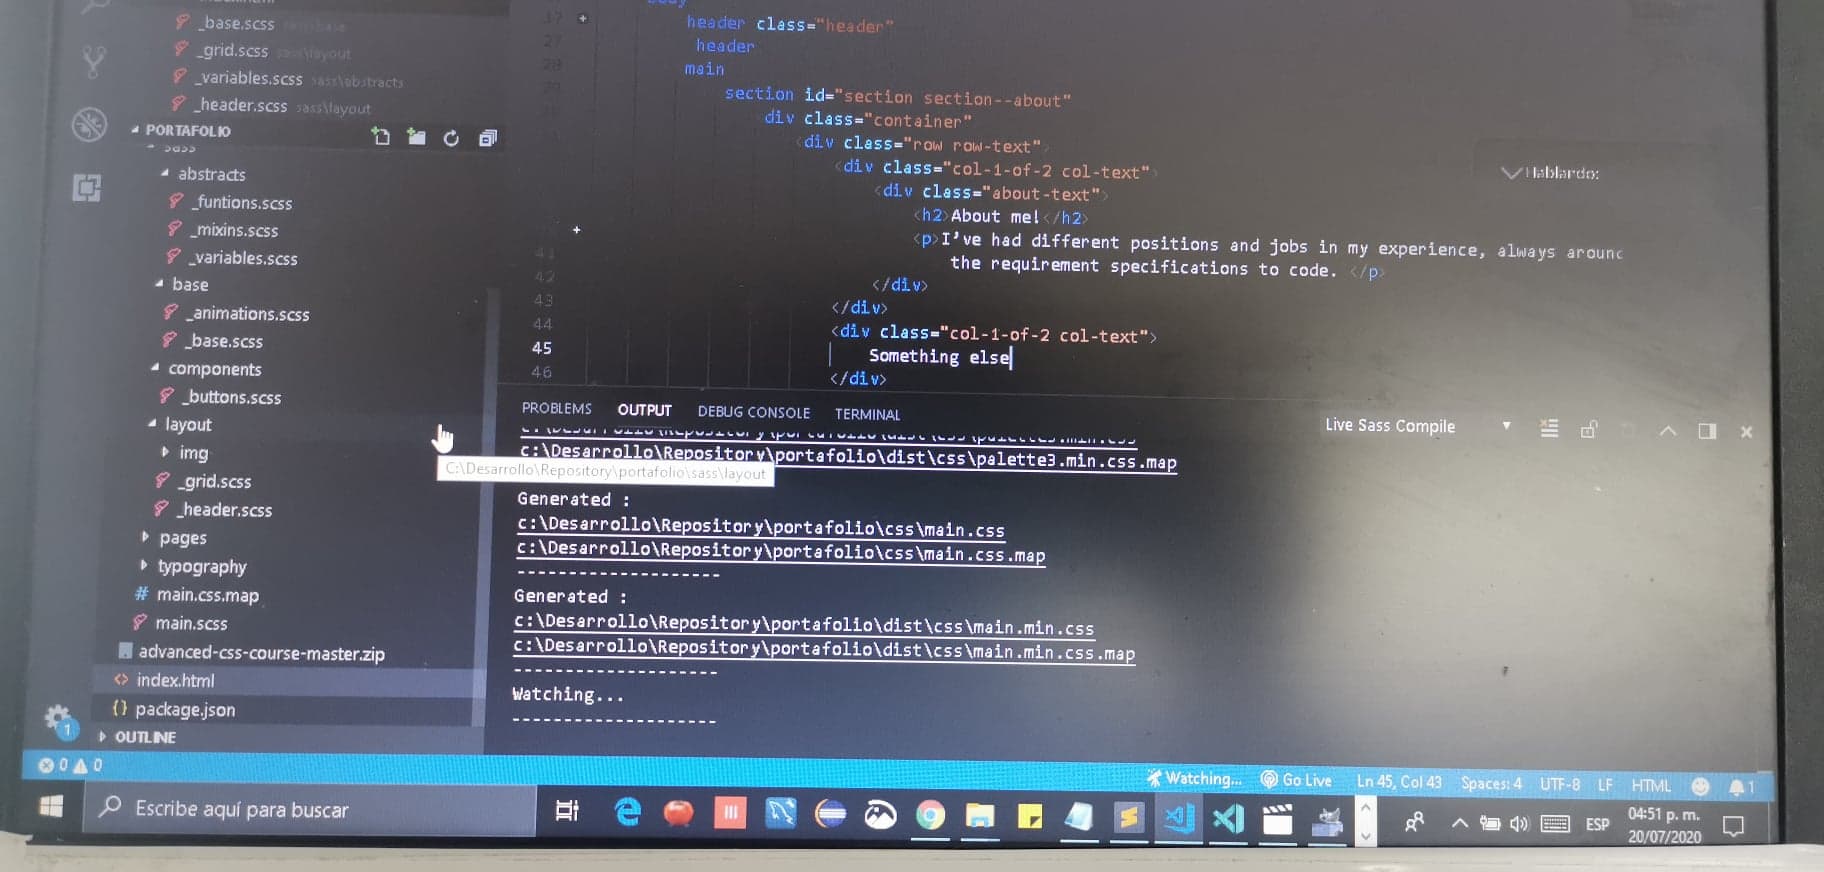 _base.scss
_grid.scss sass\layout
_variables.scss sass\abstracts
_header.scss sass\layout
PORTAFOLIO
sass
abstracts
_funtions.scss
_mixins.scss
_variables.scss
base
_animations.scss
_base.scss
components
_buttons.scss
layout
img
_grid.scss
_header.scss
pages
typography
main.css.map
main.scss
advanced-css-course-master.zip
index.html
package.json
OUTLINE
header class="header"
header
main
section id="section section--about"
div class="container"
<div class="row row-text">
<div class="col-1-of-2 col-text">
<div class="about-text">
<h2>About me!</h2>
<p>I've had different positions and jobs in my experience, always around
41 the requirement specifications to code. </p>
42 </div>
43 </div>
44 <div class="col-1-of-2 col-text">
45 Something else
46 </div>
Hablando:
PROBLEMS OUTPUT DEBUG CONSOLE TERMINAL
Live Sass Compile
c:\Desarrollo\Repository\portafolio\dist\css\palette3.min.css.map
C:\Desarrollo\Repository\portafolio\sass\layout
Generated :
c:\Desarrollo\Repository\portafolio\css\main.css
c:\Desarrollo\Repository\portafolio\css\main.css.map
--------------------
Generated :
c:\Desarrollo\Repository\portafolio\dist\css\main.min.css
c:\Desarrollo\Repository\portafolio\dist\css\main.min.css.map
--------------------
Watching...
--------------------
1
0 0 Watching... Go Live Ln 45, Col 43 Spaces: 4 UTF-8 LF HTML 1
Escribe aquí para buscar
ESP
04:51 p. m.
20/07/2020